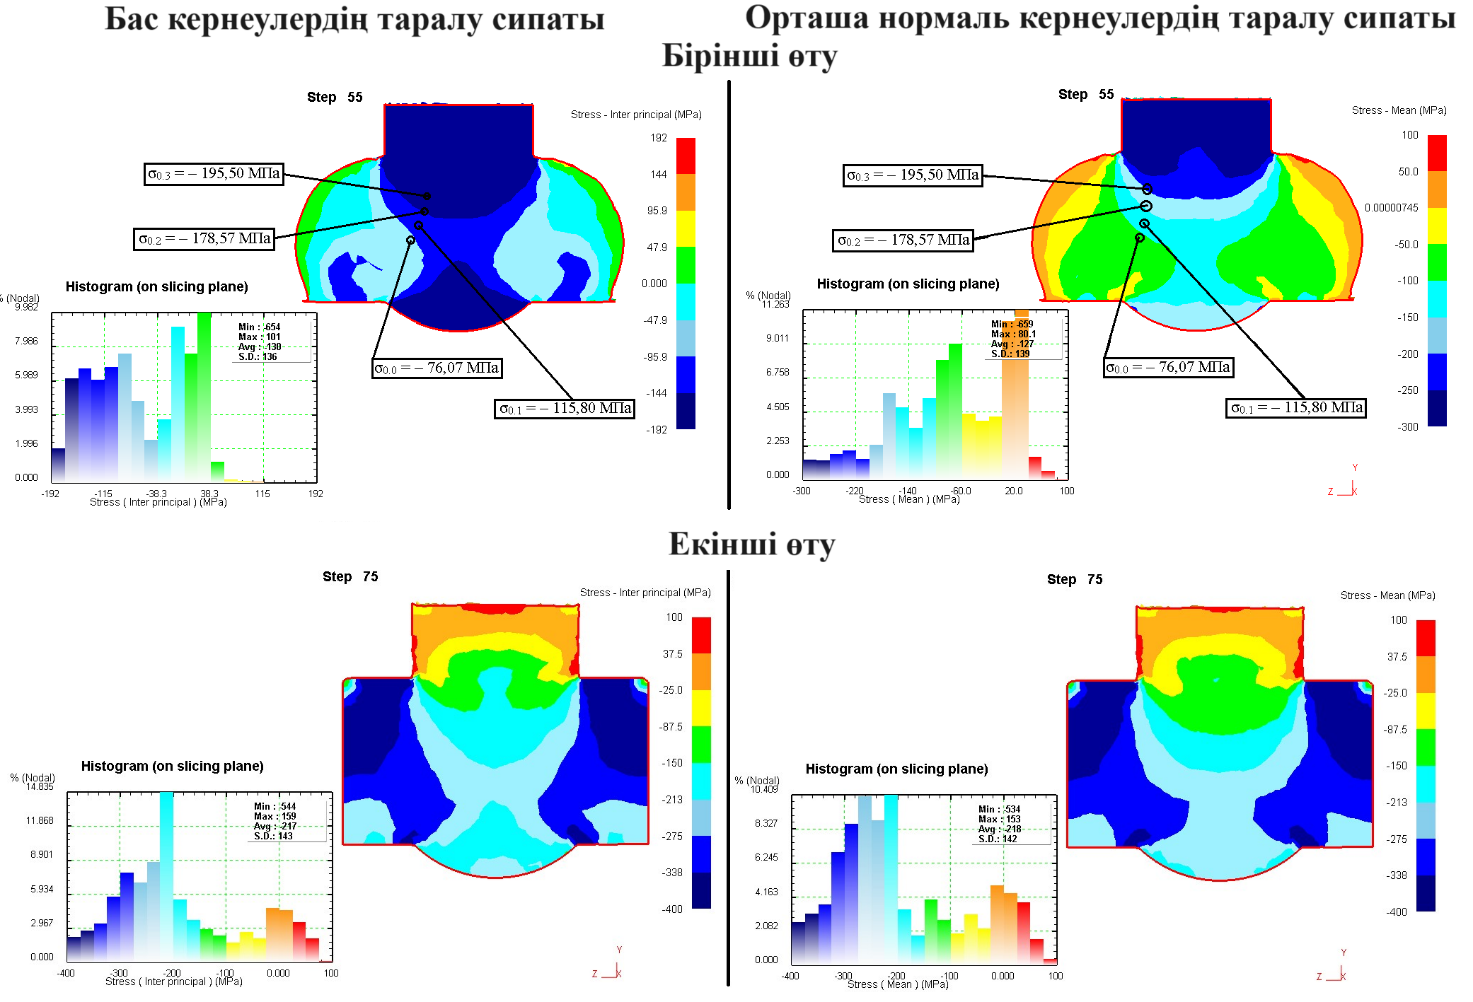 Бас кернеулердің таралу сипаты
Орташа нормаль кернеулердің таралу сипаты
Бірінші өту
Step 55
Stress - Inter principal (MPa)
192
144
95.9
47.9
0.000
-47.9
-95.9
-144
-192
σ0.3 = – 195,50 МПа
σ0.2 = – 178,57 МПа
σ0.0 = – 76,07 МПа
σ0.1 = – 115,80 МПа
Histogram (on slicing plane)
% (Nodal)
9.982
7.986
5.989
3.993
1.996
0.000
Min : -654
Max : 101
Avg : -130
S.D.: 136
-192 -115 -38.3 38.3 115 192
Stress ( Inter principal ) (MPa)
Step 55
Stress - Mean (MPa)
100
50.0
0.00000745
-50.0
-100
-150
-200
-250
-300
σ0.3 = – 195,50 МПа
σ0.2 = – 178,57 МПа
σ0.0 = – 76,07 МПа
σ0.1 = – 115,80 МПа
Histogram (on slicing plane)
% (Nodal)
11.263
9.011
6.758
4.505
2.253
0.000
Min : -659
Max : 80.1
Avg : -127
S.D.: 139
-300 -220 -140 -60.0 20.0 100
Stress ( Mean ) (MPa)
Y
Z X
Екінші өту
Step 75
Stress - Inter principal (MPa)
100
37.5
-25.0
-87.5
-150
-213
-275
-338
-400
Histogram (on slicing plane)
% (Nodal)
14.835
11.868
8.901
5.934
2.967
0.000
Min : -544
Max : 159
Avg : -217
S.D.: 143
-400 -300 -200 -100 0.000 100
Stress ( Inter principal ) (MPa)
Y
Z X
Step 75
Stress - Mean (MPa)
100
37.5
-25.0
-87.5
-150
-213
-275
-338
-400
Histogram (on slicing plane)
% (Nodal)
10.409
8.327
6.245
4.163
2.082
0.000
Min : -534
Max : 153
Avg : -218
S.D.: 142
-400 -300 -200 -100 0.000 100
Stress ( Mean ) (MPa)
Y
Z X